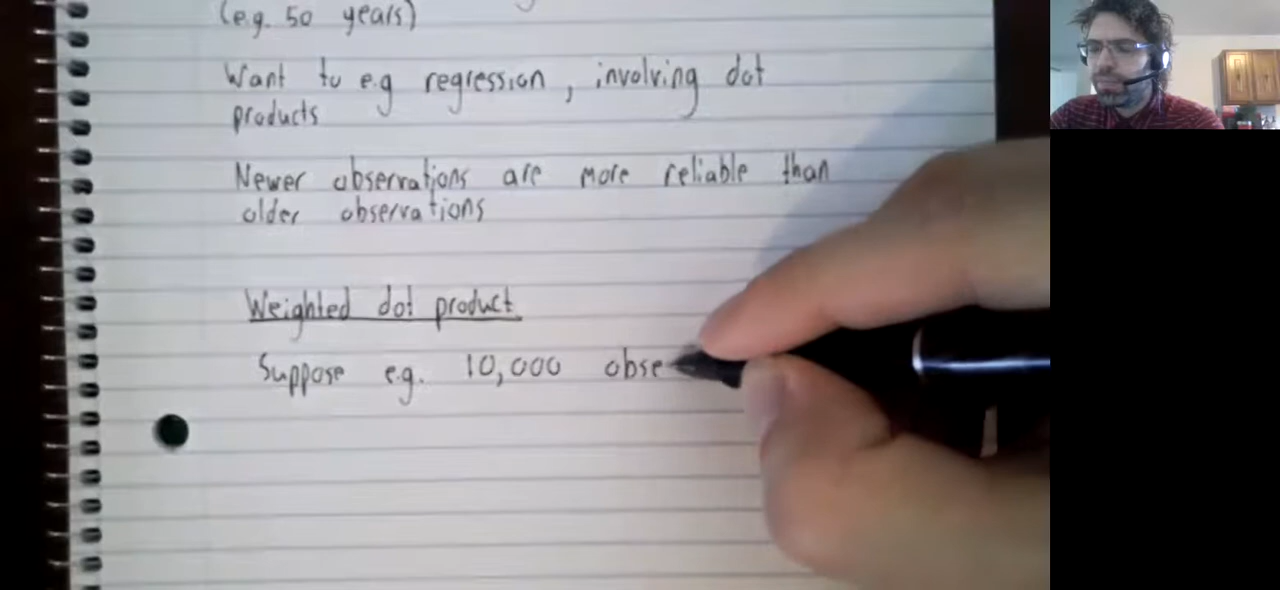 (e.g. 50 years)
Want to e.g regression, involving dot
products
Newer observations are more reliable than
older observations
Weighted dot product
Suppose e.g. 10,000 obse